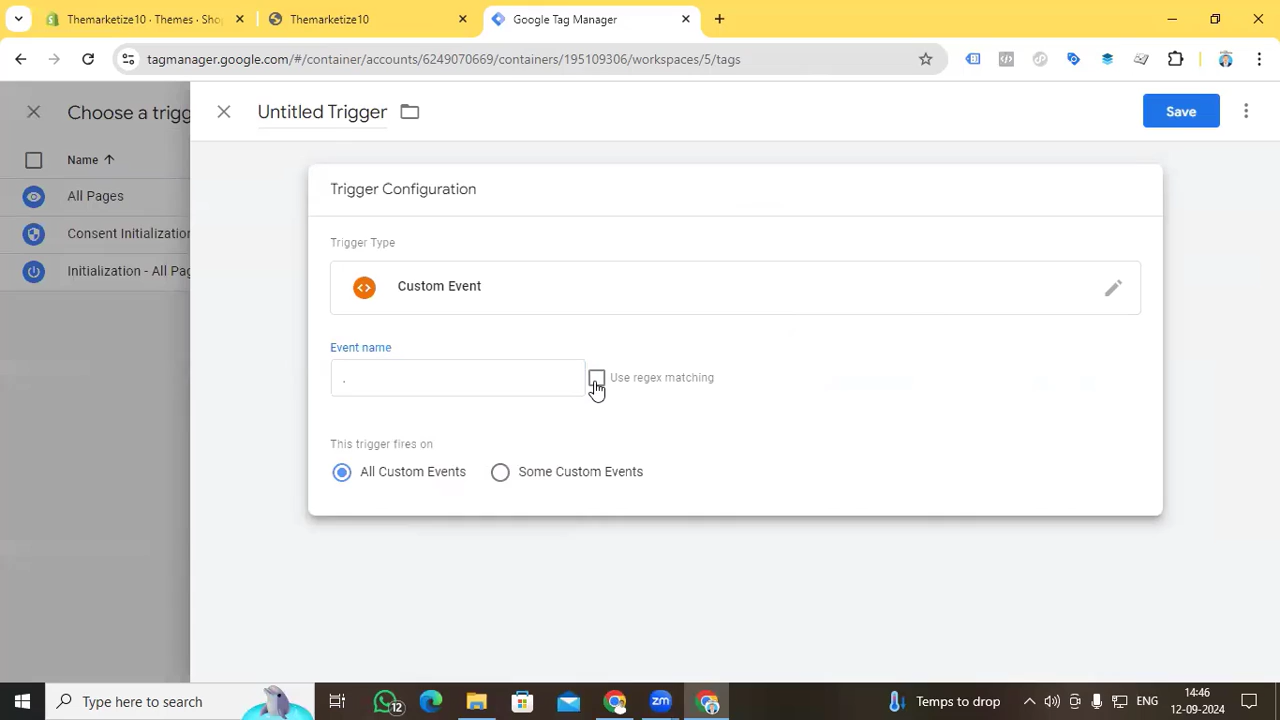 Themarketize10 · Themes · Sho
Themarketize10
Google Tag Manager
tagmanager.google.com/#/container/accounts/6249070669/containers/195109306/workspaces/5/tags
Choose a trigg
Untitled Trigger
Save
Name
All Pages
Consent Initializatio
Initialization - All Pag
Trigger Configuration
Trigger Type
Custom Event
Event name
.
Use regex matching
This trigger fires on
All Custom Events
Some Custom Events
Type here to search
12
zm
Temps to drop
ENG
14:46
12-09-2024